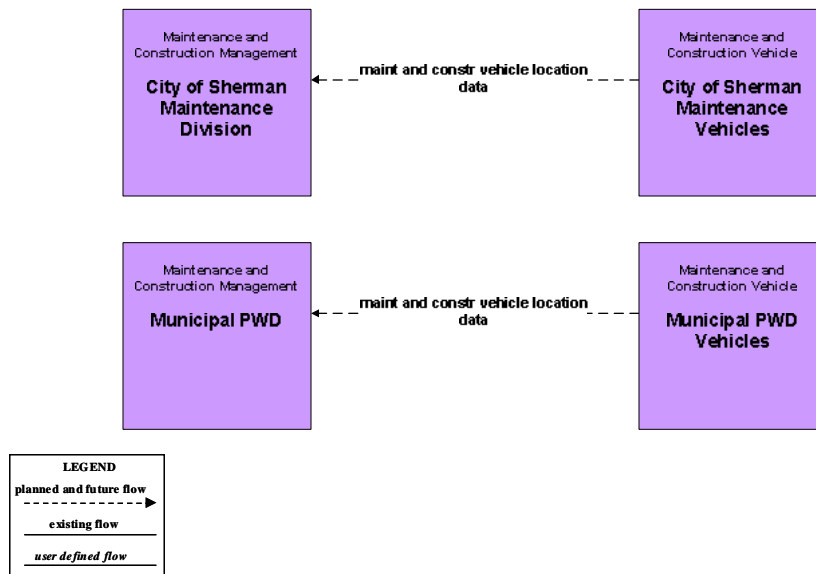 Maintenance and
Construction Management
City of Sherman
Maintenance
Division
maint and constr vehicle location
data
Maintenance and
Construction Vehicle
City of Sherman
Maintenance
Vehicles
Maintenance and
Construction Management
Municipal PWD
maint and constr vehicle location
data
Maintenance and
Construction Vehicle
Municipal PWD
Vehicles
LEGEND
planned and future flow
existing flow
user defined flow